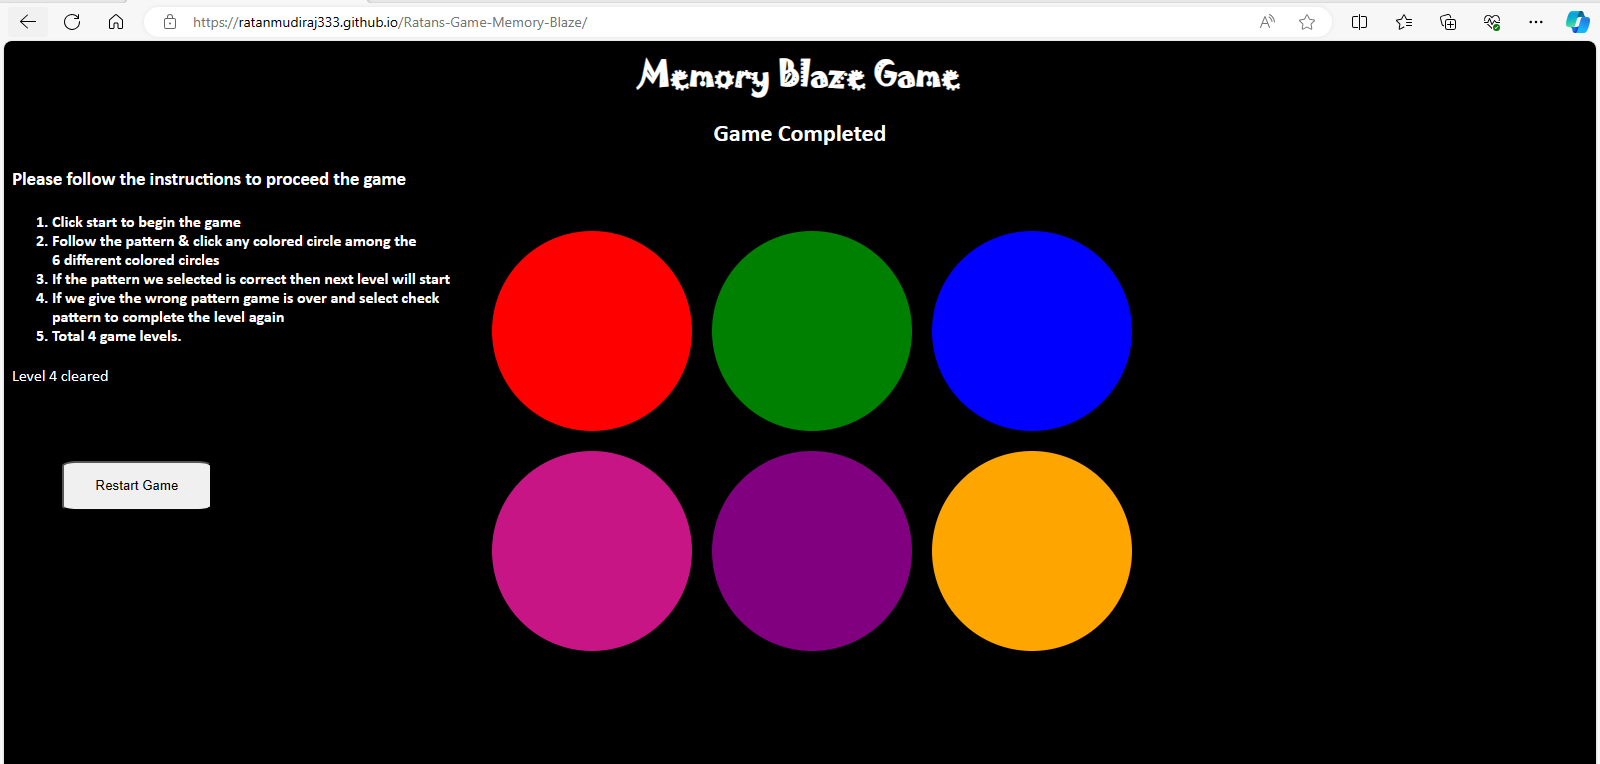 https://ratanmudiraj333.github.io/Ratans-Game-Memory-Blaze/
Memory Blaze Game
Game Completed
Please follow the instructions to proceed the game
1. Click start to begin the game
2. Follow the pattern & click any colored circle among the
6 different colored circles
3. If the pattern we selected is correct then next level will start
4. If we give the wrong pattern game is over and select check
pattern to complete the level again
5. Total 4 game levels.
Level 4 cleared
Restart Game